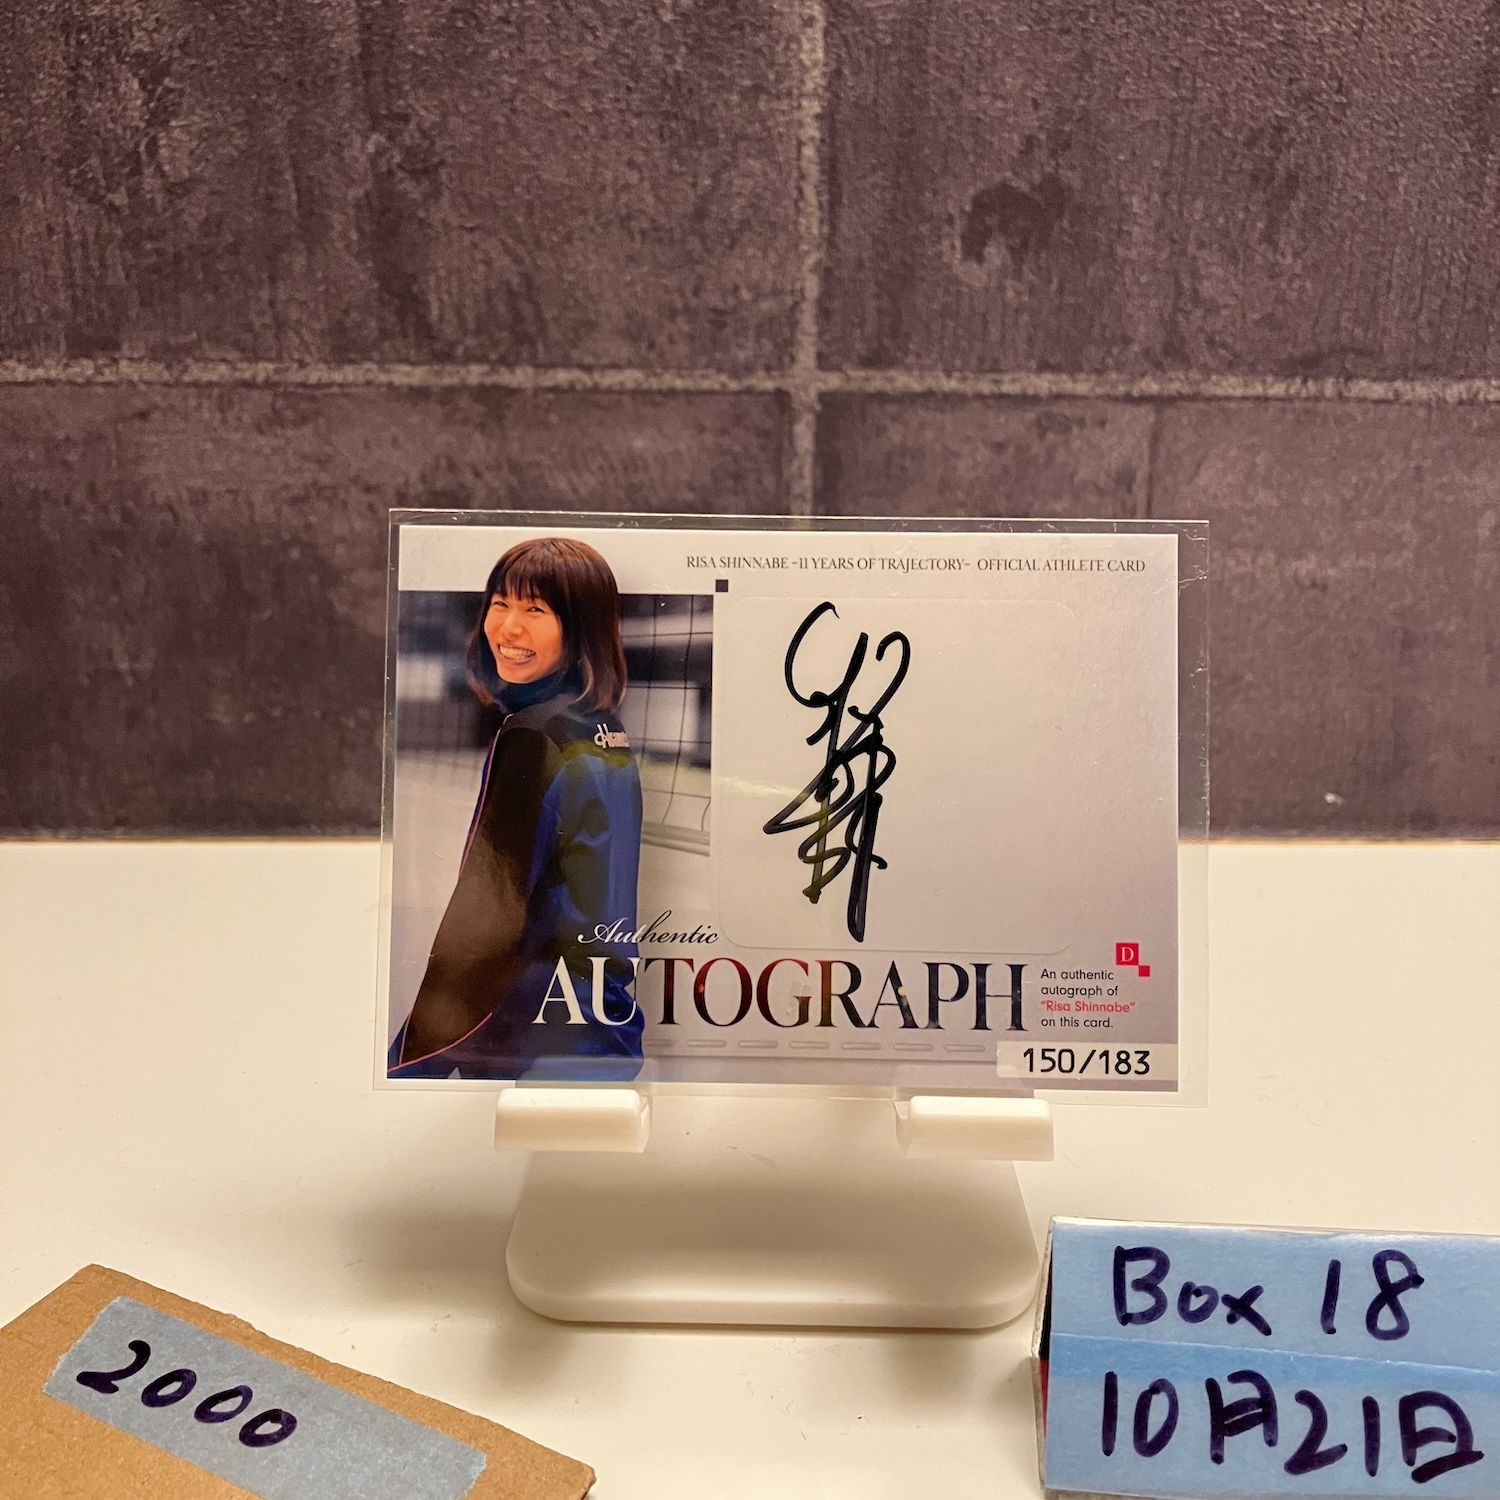 RISA SHINNABE ~11 YEARS OF TRAJECTORY~ OFFICIAL ATHLETE CARD
Authentic
AUTOGRAPH
D
An authentic
autograph of
"Risa Shinnabe"
on this card.
150/183
2000
Box 18
10月21日